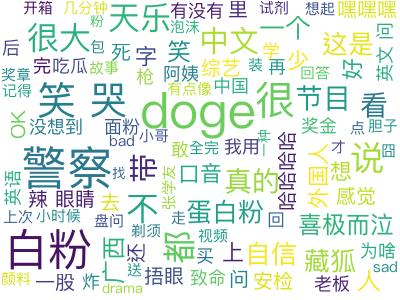 开箱 几分钟 天乐 有没有 里 试剂 想起 嘿嘿嘿
粉 泡沫
很大 包 死 字 笑 中文 一个 学 这是 问
后 奖章 故事 枪 阿姨 综艺 装 再 少 好 英文
完 吃瓜 有点像 中国 回答
记得
OK 笑哭 doge 很 节目 看
没想到 面粉 小哥 敢 全完 我用 奖金 点 胆子
bad 串 才 囧
警察 带 找 口音 真的 哈哈哈哈 外国人 想 说
英语 辣 眼睛 不 张学友 蛋白粉 感觉
上次 小时候 去 走 回 喜极而泣
白粉 广西 盘问 还 剃须 都 视频 上 自信 藏狐 为啥
送 买 sad
颜料 一股 炸 捂眼 致命 问 安检 老板 人
drama